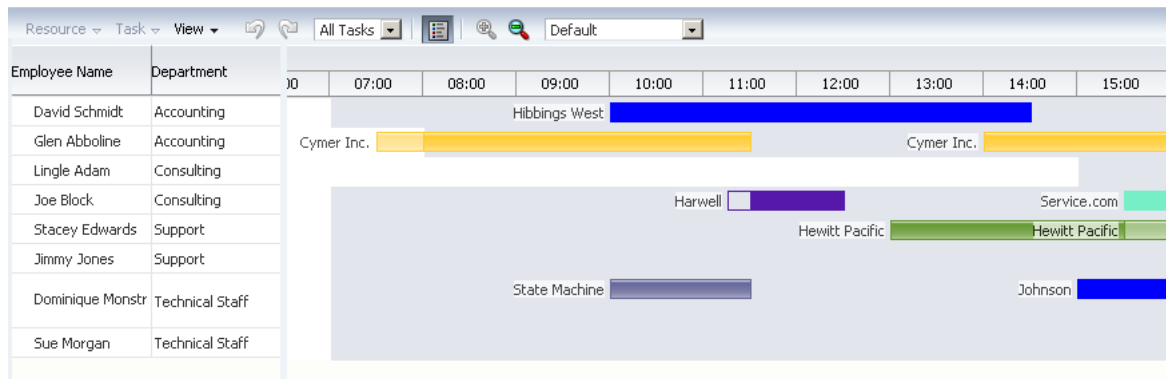 Resource Task View All Tasks Default
Employee Name Department
00 07:00 08:00 09:00 10:00 11:00 12:00 13:00 14:00 15:00
David Schmidt Accounting Hibbings West
Glen Abboline Accounting Cymer Inc. Cymer Inc.
Lingle Adam Consulting
Joe Block Consulting Harwell Service.com
Stacey Edwards Support Hewitt Pacific Hewitt Pacific
Jimmy Jones Support
Dominique Monstr Technical Staff State Machine Johnson
Sue Morgan Technical Staff